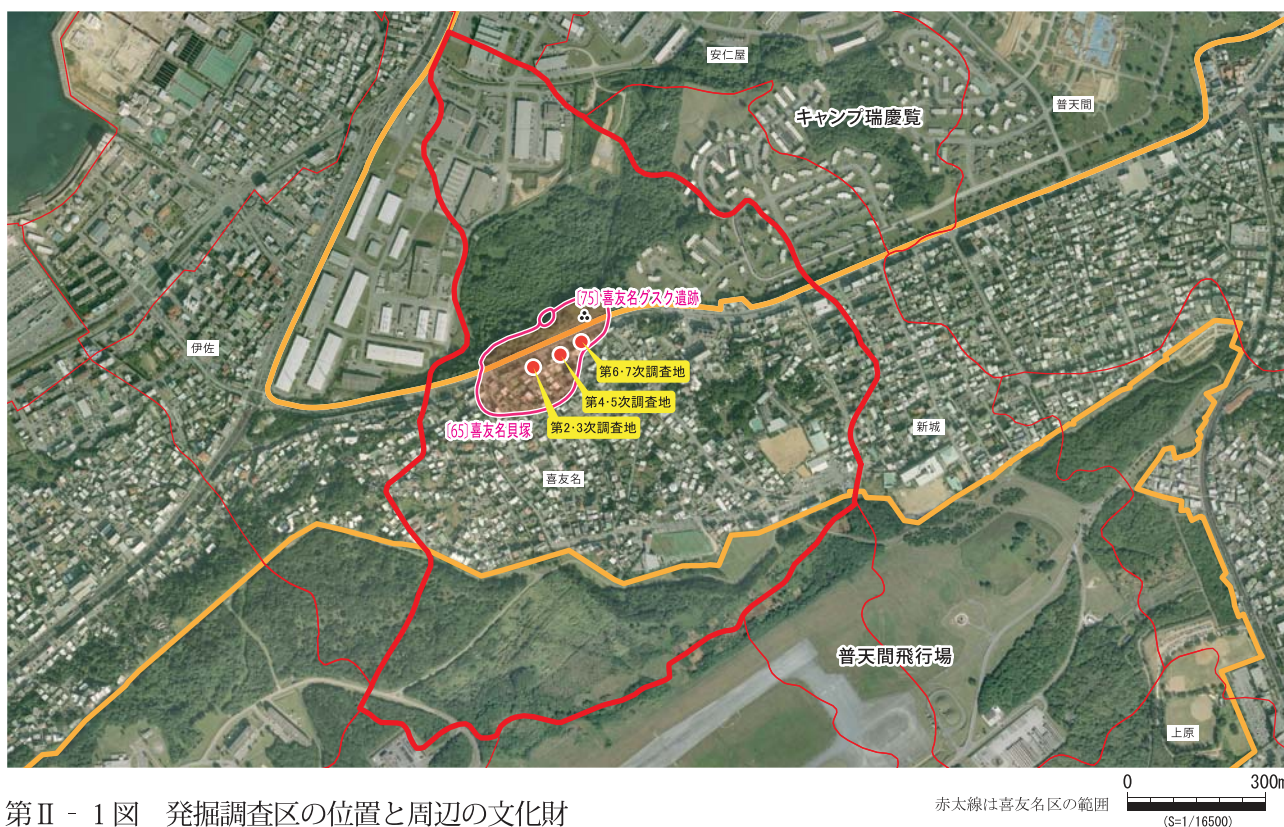 安仁屋
普天間
キャンプ瑞慶覧
〔75〕喜友名グスク遺跡
伊佐
第6・7次調査地
第4・5次調査地
第2・3次調査地
〔65〕喜友名貝塚
新城
喜友名
普天間飛行場
上原
第Ⅱ - 1図 発掘調査区の位置と周辺の文化財
赤太線は喜友名区の範囲
0 300m
(S=1/16500)